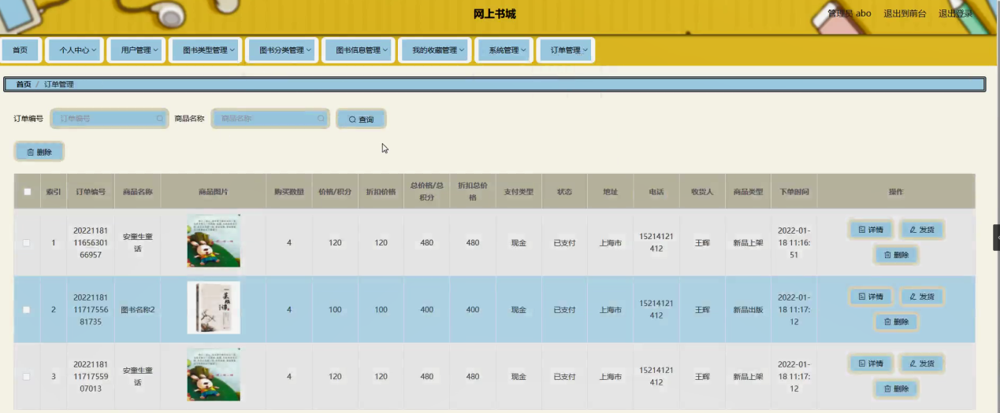 网上书城
管理员 abo 退出到前台 退出登录
首页 个人中心 用户管理 图书类型管理 图书分类管理 图书信息管理 我的收藏管理 系统管理 订单管理
首页 / 订单管理
订单编号 订单编号 商品名称 商品名称 查询
删除
索引 订单编号 商品名称 商品图片 购买数量 价格/积分 折扣价格 总价格/总积分 折扣总价格 支付类型 状态 地址 电话 收货人 商品类型 下单时间 操作
1 202211811165630166957 安童生童话 4 120 120 480 480 现金 已支付 上海市 15214121412 王辉 新品上架 2022-01-18 11:16:51 详情 发货
删除
2 202211811171755681735 图书名称2 4 100 100 400 400 现金 已支付 上海市 15214121412 王辉 新品出版 2022-01-18 11:17:12 详情 发货
删除
3 202211811171755907013 安童生童话 4 120 120 480 480 现金 已支付 上海市 15214121412 王辉 新品上架 2022-01-18 11:17:12 详情 发货
删除